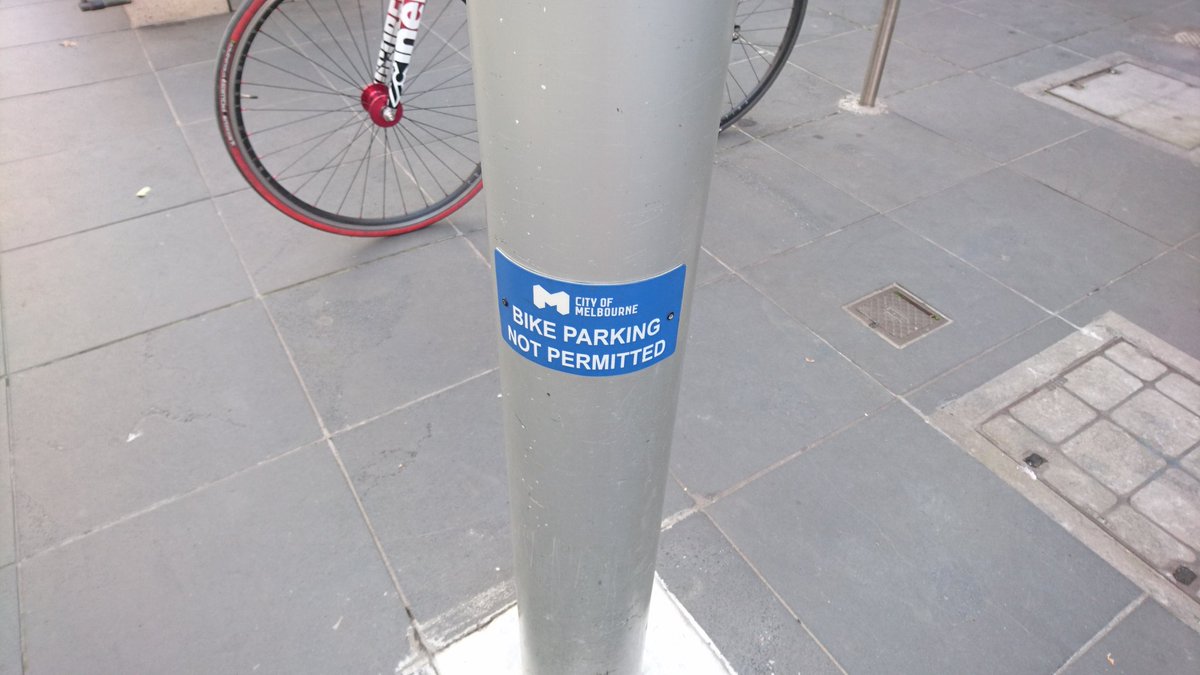 CITY OF
MELBOURNE
BIKE PARKING
NOT PERMITTED